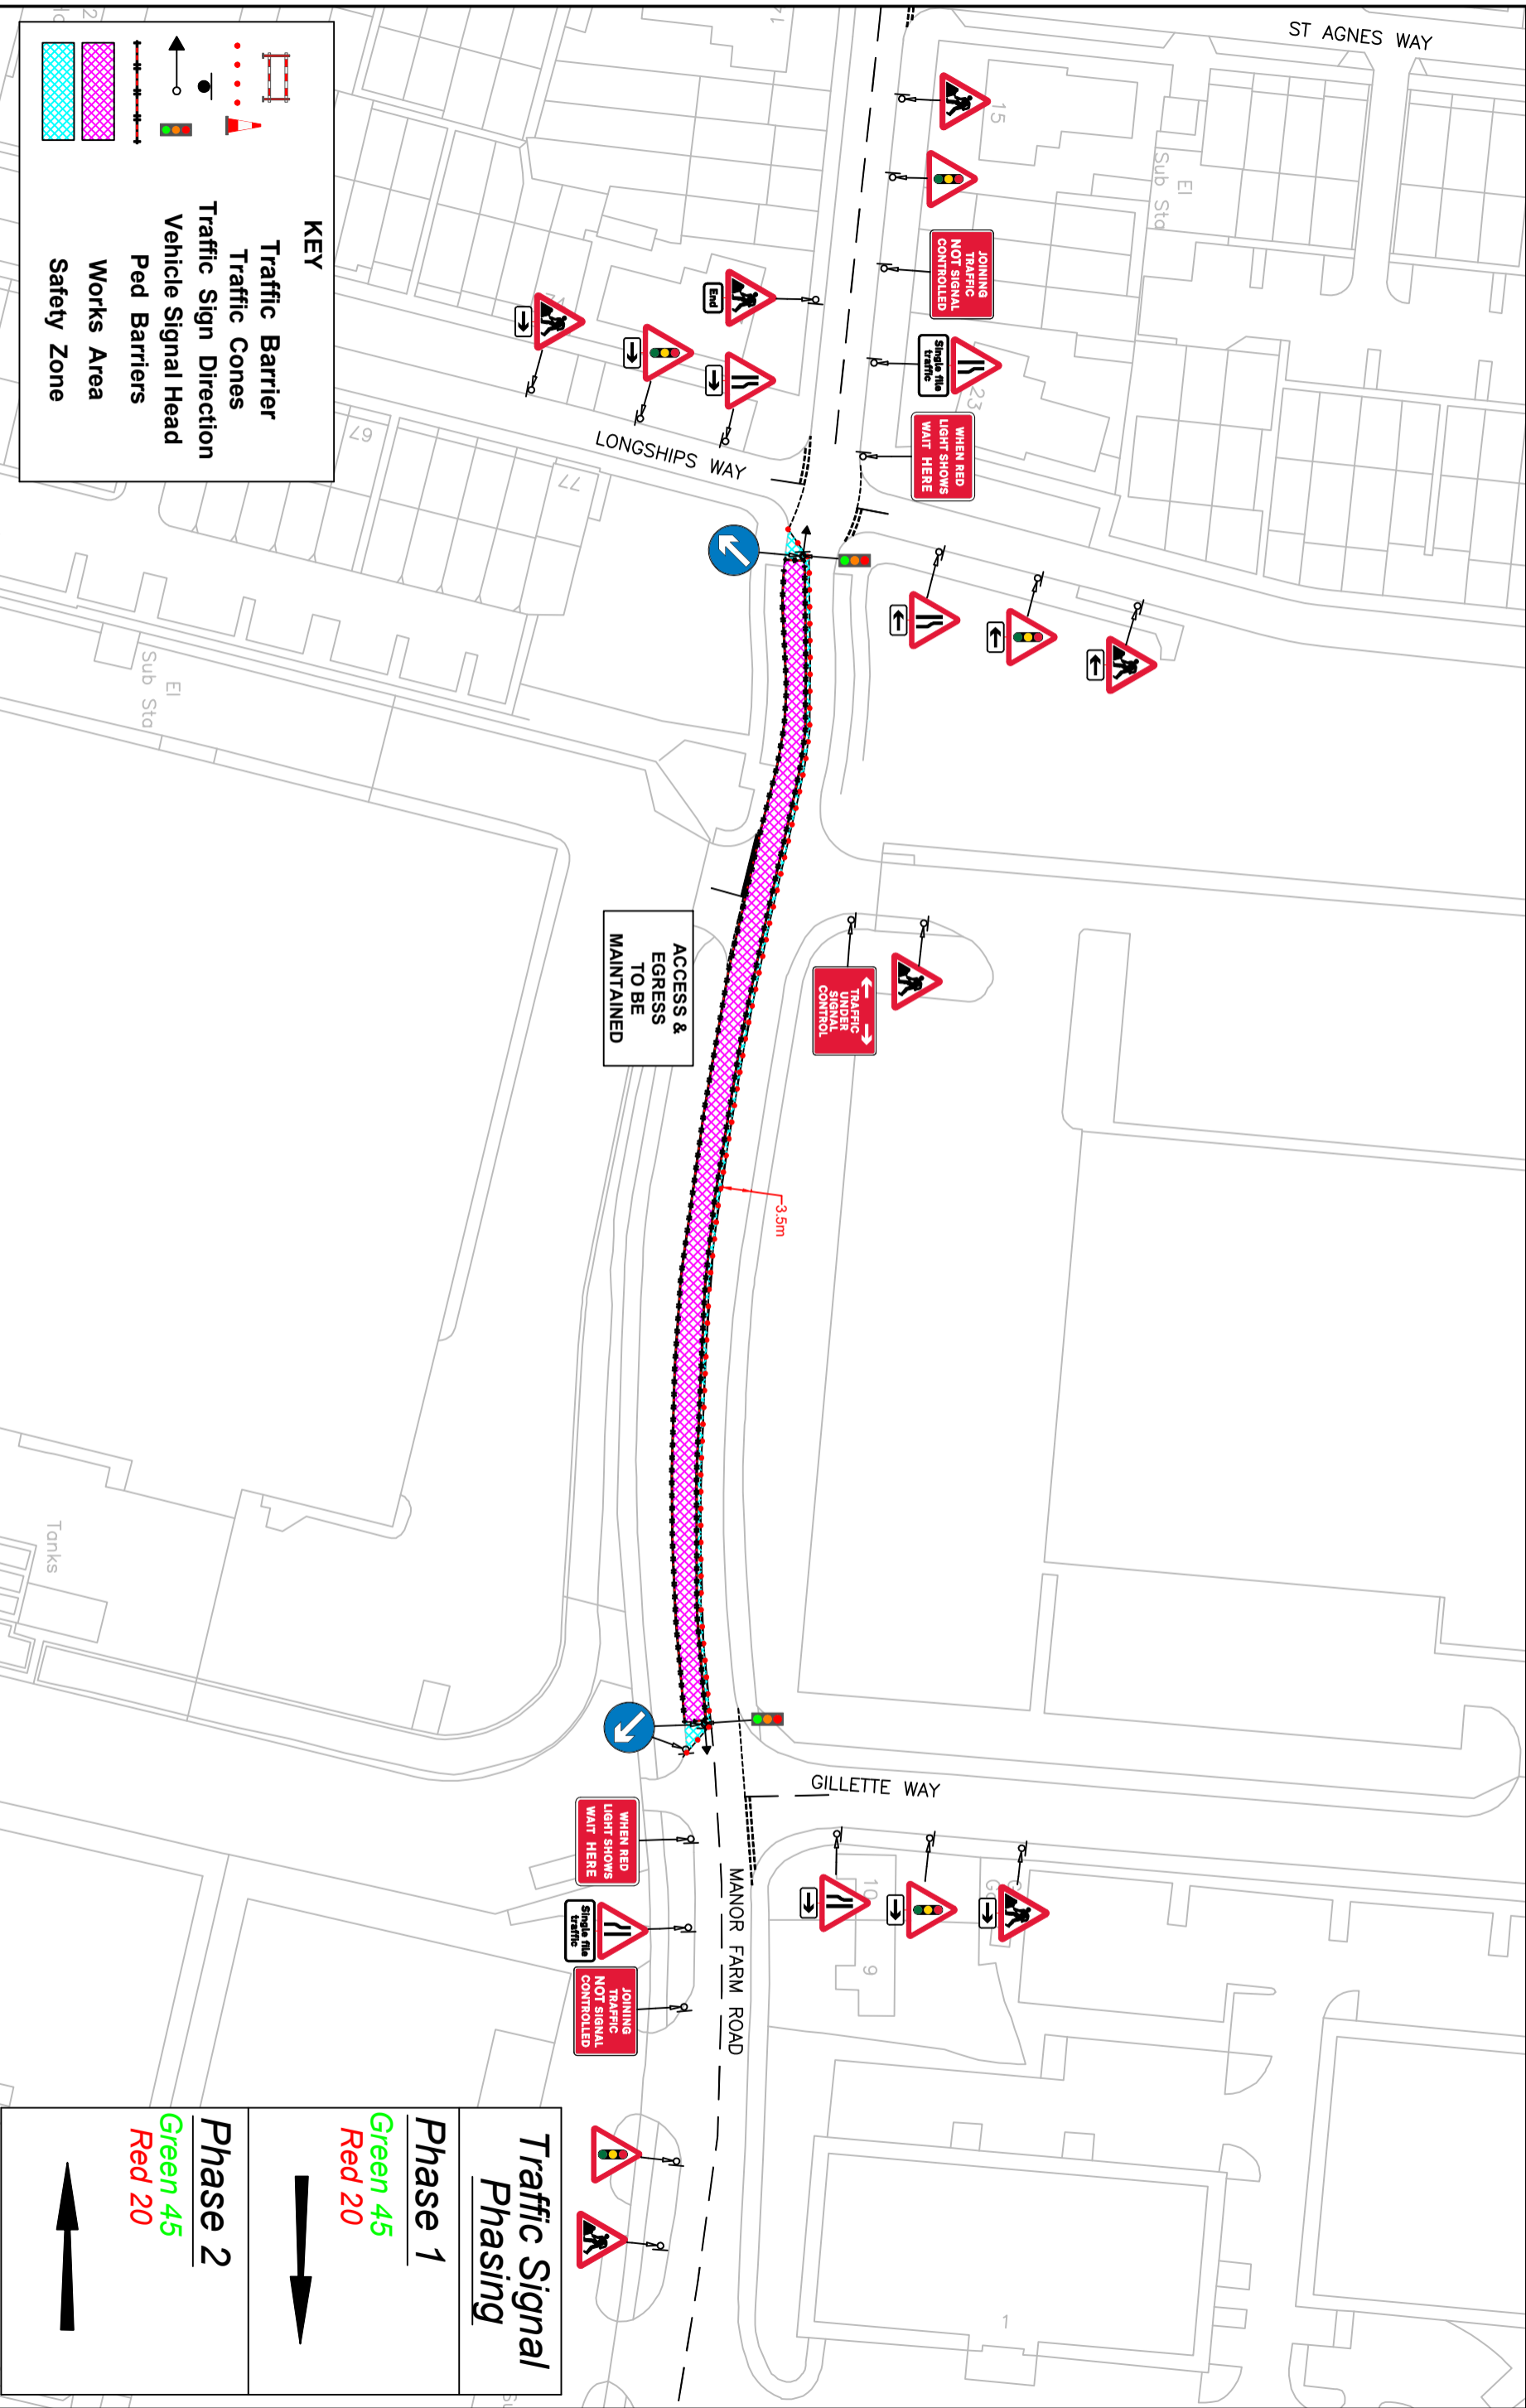 ST AGNES WAY
15
El
Sub Sta
JOINING
TRAFFIC
NOT SIGNAL
CONTROLLED
Single file
traffic
23
WHEN RED
LIGHT SHOWS
WAIT HERE
End
LONGSHIPS WAY
67
77
El
Sub Sta
KEY
Traffic Barrier
Traffic Cones
Traffic Sign Direction
Vehicle Signal Head
Ped Barriers
Works Area
Safety Zone
ACCESS &
EGRESS
TO BE
MAINTAINED
TRAFFIC
UNDER
SIGNAL
CONTROL
3.5m
Tanks
GILLETTE WAY
MANOR FARM ROAD
WHEN RED
LIGHT SHOWS
WAIT HERE
Single file
traffic
JOINING
TRAFFIC
NOT SIGNAL
CONTROLLED
10
9
1
Traffic Signal
Phasing
Phase 1
Green 45
Red 20
Phase 2
Green 45
Red 20